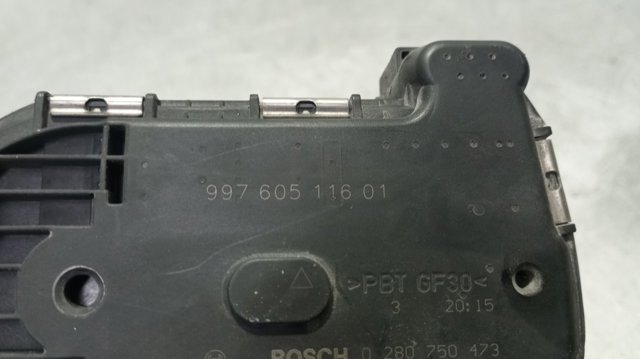 997 605 116 01
>PBT GF30<
3 20:15
BOSCH 0 280 750 473